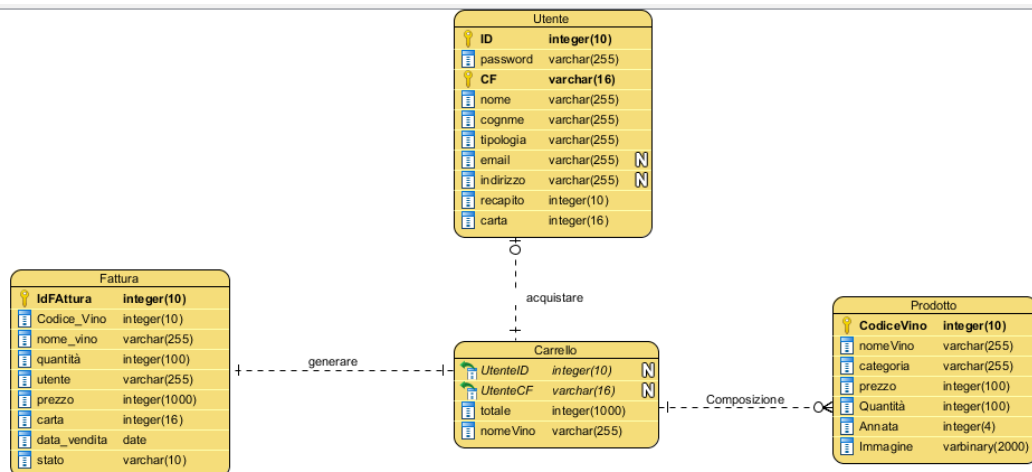 Utente
ID integer(10)
password varchar(255)
CF varchar(16)
nome varchar(255)
cognme varchar(255)
tipologia varchar(255)
email varchar(255) N
indirizzo varchar(255) N
recapito integer(10)
carta integer(16)
acquistare
Fattura
IdFAttura integer(10)
Codice_Vino integer(10)
nome_vino varchar(255)
quantità integer(100)
utente varchar(255)
prezzo integer(1000)
carta integer(16)
data_vendita date
stato varchar(10)
generare
Carrello
UtenteID integer(10) N
UtenteCF varchar(16) N
totale integer(1000)
nomeVino varchar(255)
Composizione
Prodotto
CodiceVino integer(10)
nomeVino varchar(255)
categoria varchar(255)
prezzo integer(100)
Quantità integer(100)
Annata integer(4)
Immagine varbinary(2000)